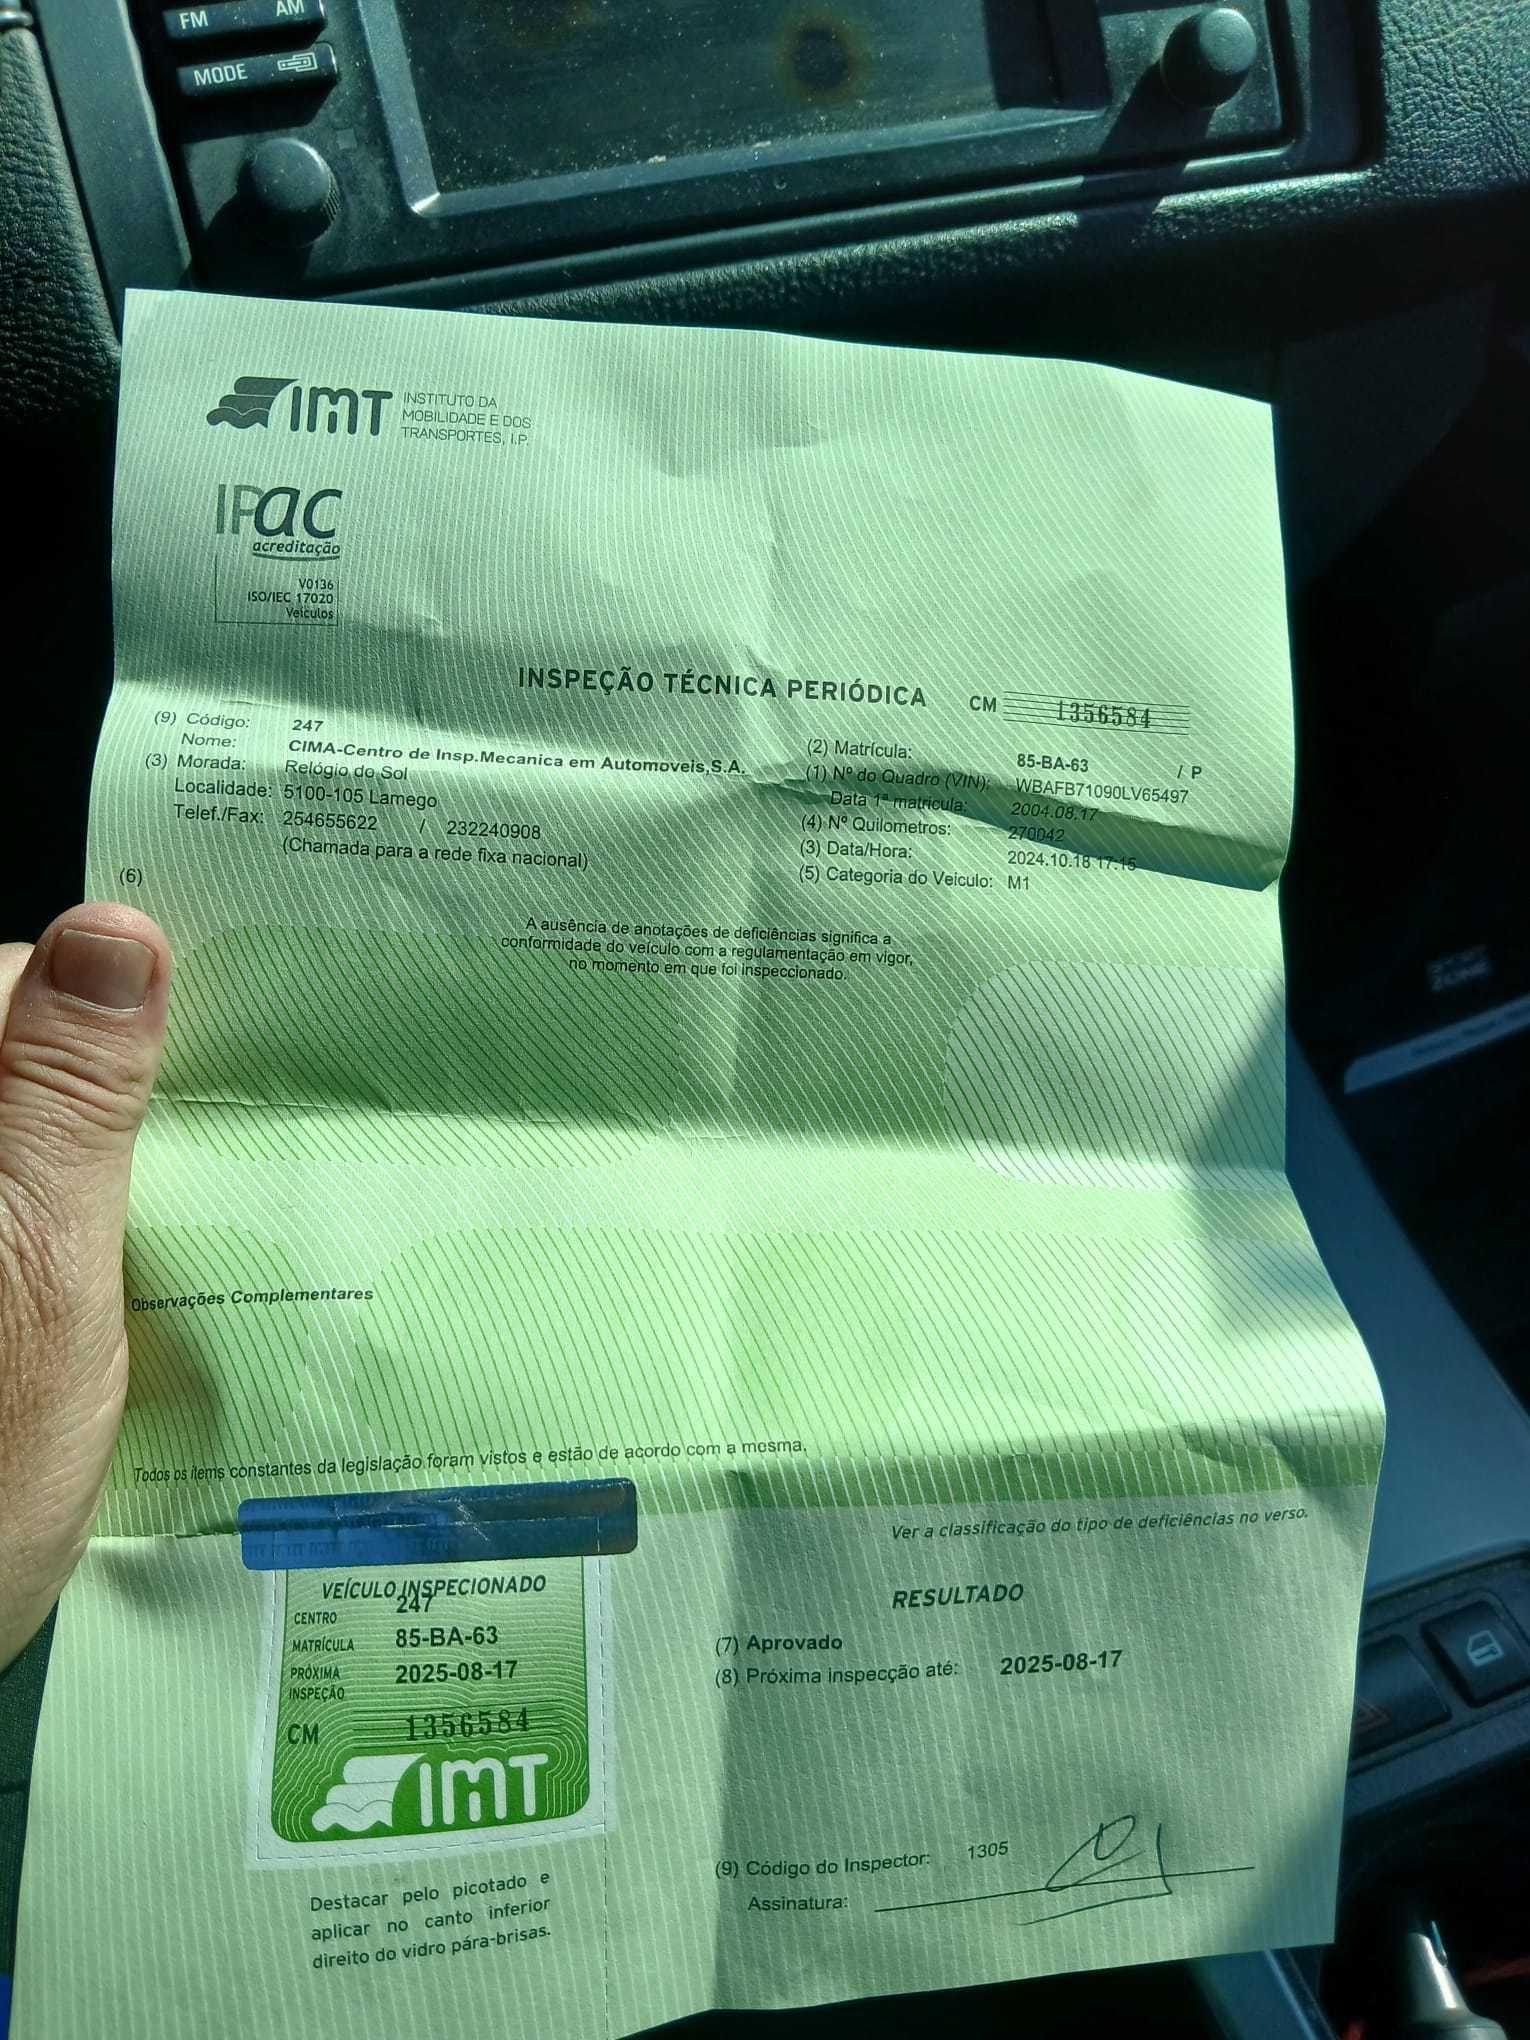 FM
AM
MODE
IMT
INSTITUTO DA
MOBILIDADE E DOS
TRANSPORTES, I.P.
IPac
acreditação
V0136
ISO/IEC 17020
Veículos
INSPEÇÃO TÉCNICA PERIÓDICA
CM 1356584
(9) Código: 247
Nome: CIMA-Centro de Insp.Mecanica em Automoveis,S.A.
(3) Morada: Relógio do Sol
Localidade: 5100-105 Lamego
Telef./Fax: 254655622 / 232240908
(Chamada para a rede fixa nacional)
(2) Matrícula: 85-BA-63 / P
(1) Nº do Quadro (VIN): WBAFB71090LV65497
Data 1ª matricula: 2004.08.17
(4) Nº Quilometros: 270042
(3) Data/Hora: 2024.10.18 17:15
(5) Categoria do Veiculo: M1
(6)
A ausência de anotações de deficiências significa a
conformidade do veículo com a regulamentação em vigor,
no momento em que foi inspeccionado.
Observações Complementares
Todos os ítems constantes da legislação foram vistos e estão de acordo com a mesma.
Ver a classificação do tipo de deficiências no verso.
VEÍCULO INSPECIONADO
CENTRO 247
MATRÍCULA 85-BA-63
PRÓXIMA 2025-08-17
INSPEÇÃO
CM 1356584
IMT
Destacar pelo picotado e
aplicar no canto inferior
direito do vidro pára-brisas.
RESULTADO
(7) Aprovado
(8) Próxima inspecção até: 2025-08-17
(9) Código do Inspector: 1305
Assinatura: